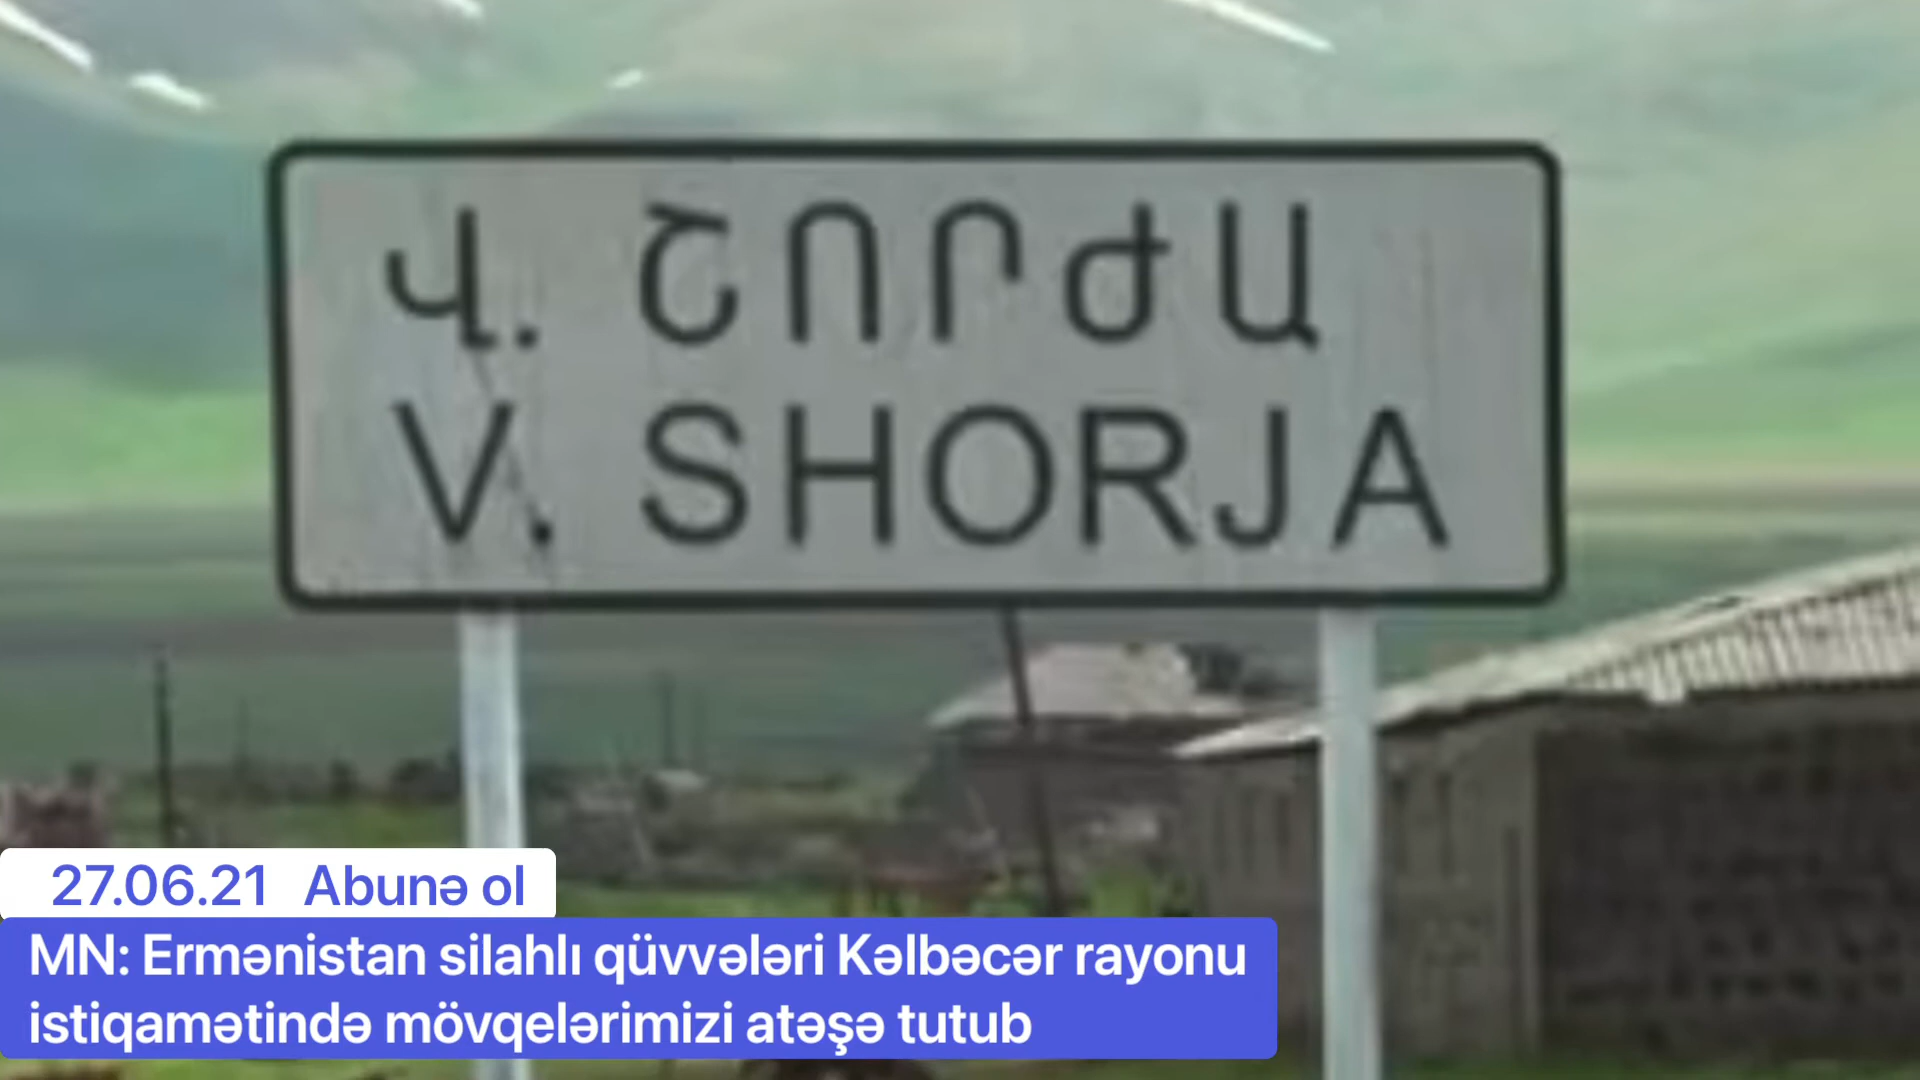 Վ. ՇՈՐԺԱ
V. SHORJA
27.06.21 Abunə ol
MN: Ermənistan silahlı qüvvələri Kəlbəcər rayonu
istiqamətində mövqelərimizi atəşə tutub